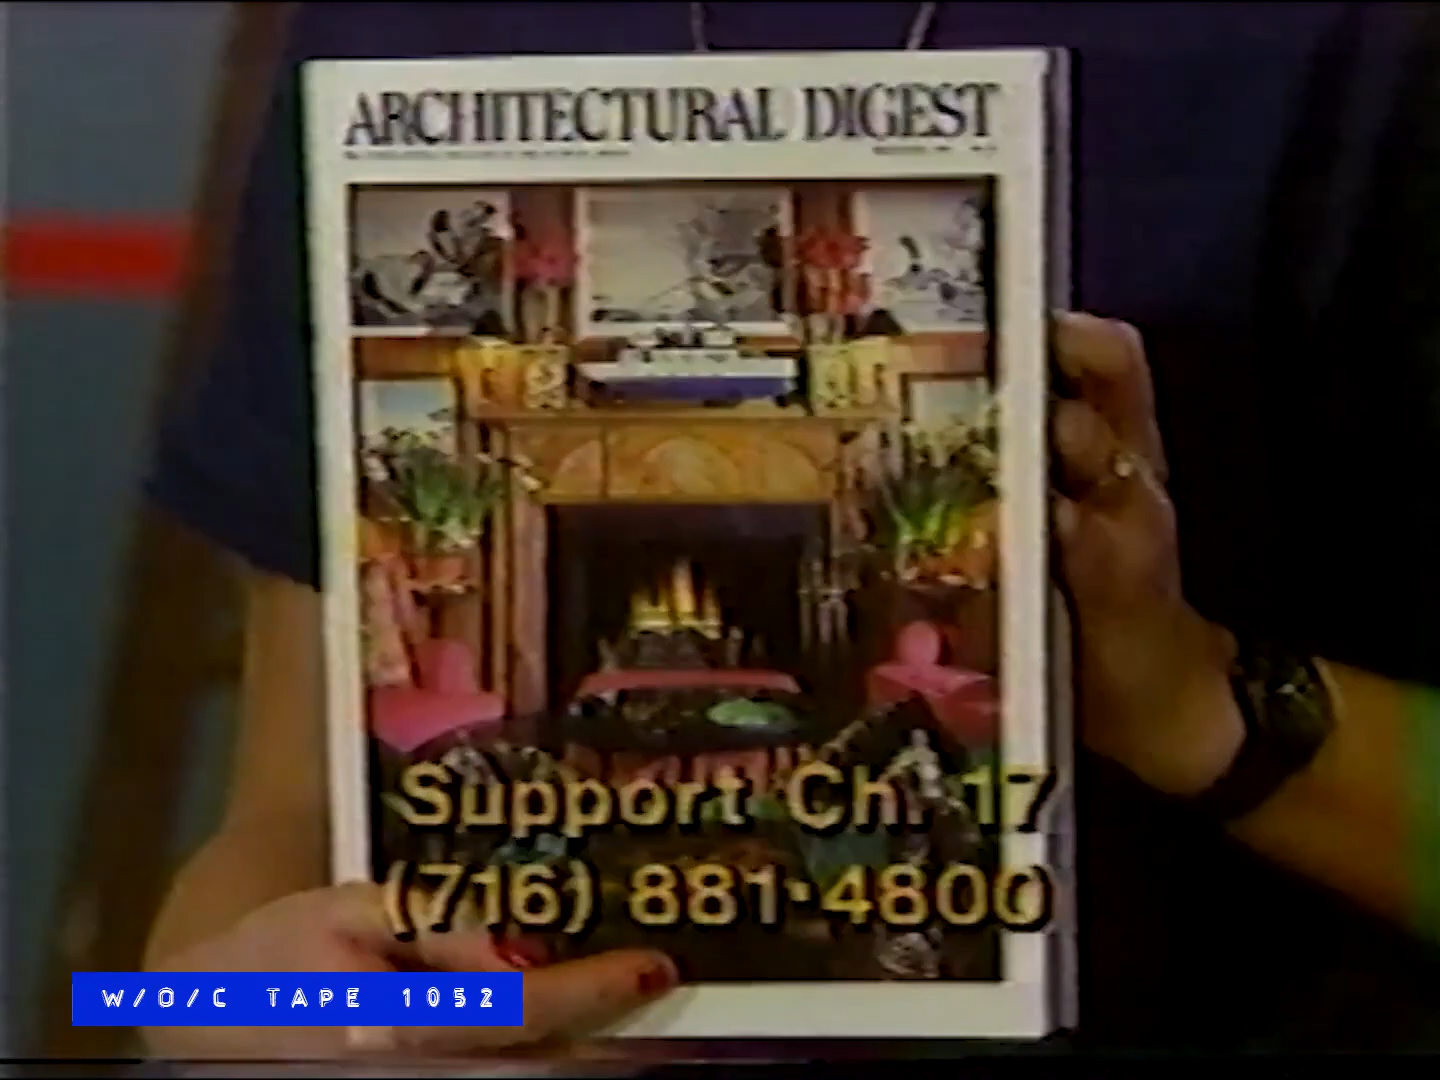 ARCHITECTURAL DIGEST
Support Ch. 17
(716) 881-4800
W/O/C TAPE 1052